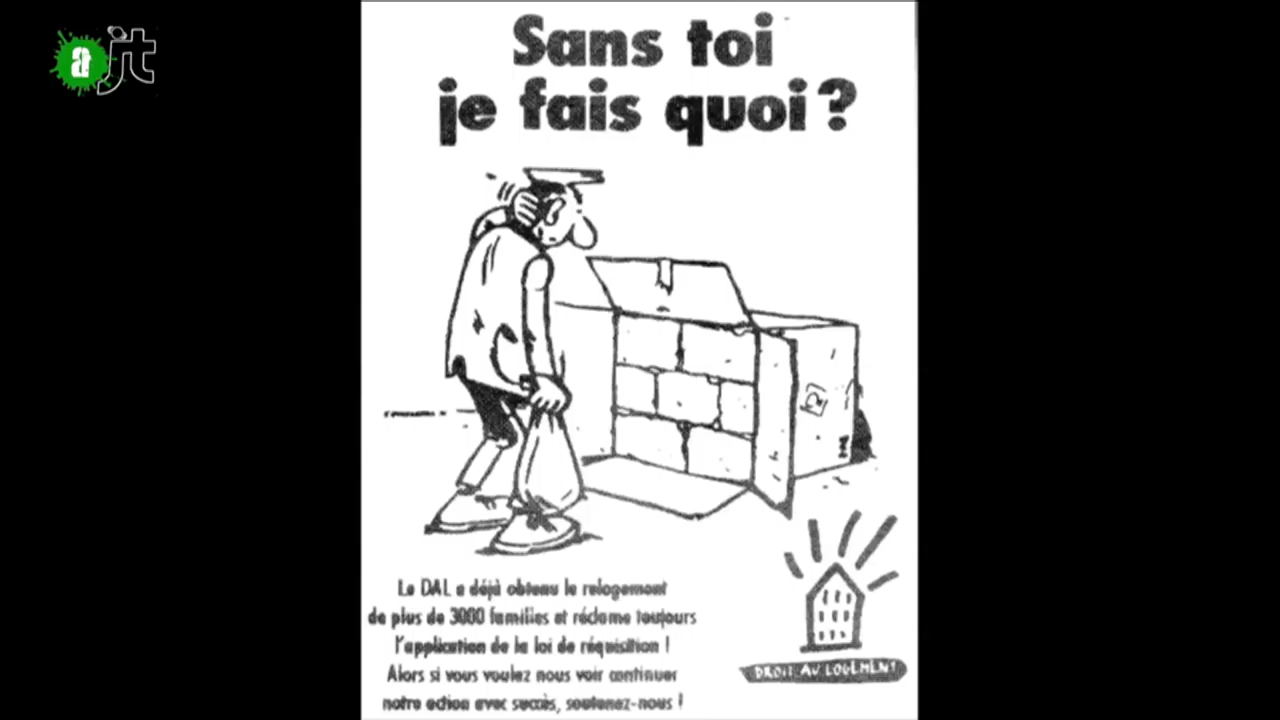 a jt
Sans toi
je fais quoi ?
Le DAL a déjà obtenu le relogement
de plus de 3000 familles et réclame toujours
l'application de la loi de réquisition !
Alors si vous voulez nous voir continuer
notre action avec succès, soutenez-nous !
DROIT AU LOGEMENT